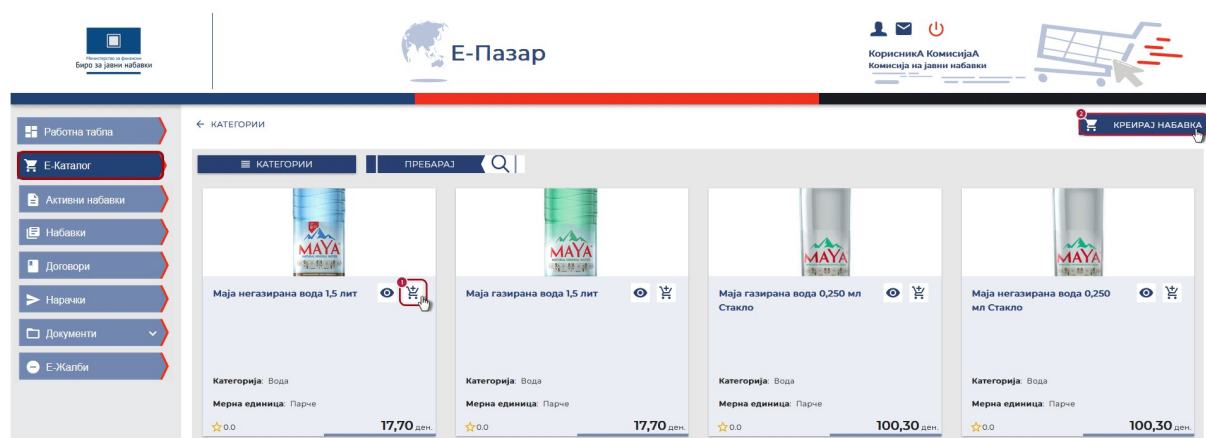 Министерство за финансии
Биро за јавни набавки
Е-Пазар
КорисникА КомисијаА
Комисија на јавни набавки
Работна табла
Е-Каталог
Активни набавки
Набавки
Договори
Нарачки
Документи
Е-Жалби
← КАТЕГОРИИ
2
КРЕИРАЈ НАБАВКА
КАТЕГОРИИ
ПРЕБАРАЈ
MAYA
MAYA
MAYA
MAYA
Маја негазирана вода 1,5 лит
1
Категорија: Вода
Мерна единица: Парче
0.0
17,70 ден.
Маја газирана вода 1,5 лит
Категорија: Вода
Мерна единица: Парче
0.0
17,70 ден.
Маја газирана вода 0,250 мл
Стакло
Категорија: Вода
Мерна единица: Парче
0.0
100,30 ден.
Маја негазирана вода 0,250
мл Стакло
Категорија: Вода
Мерна единица: Парче
0.0
100,30 ден.